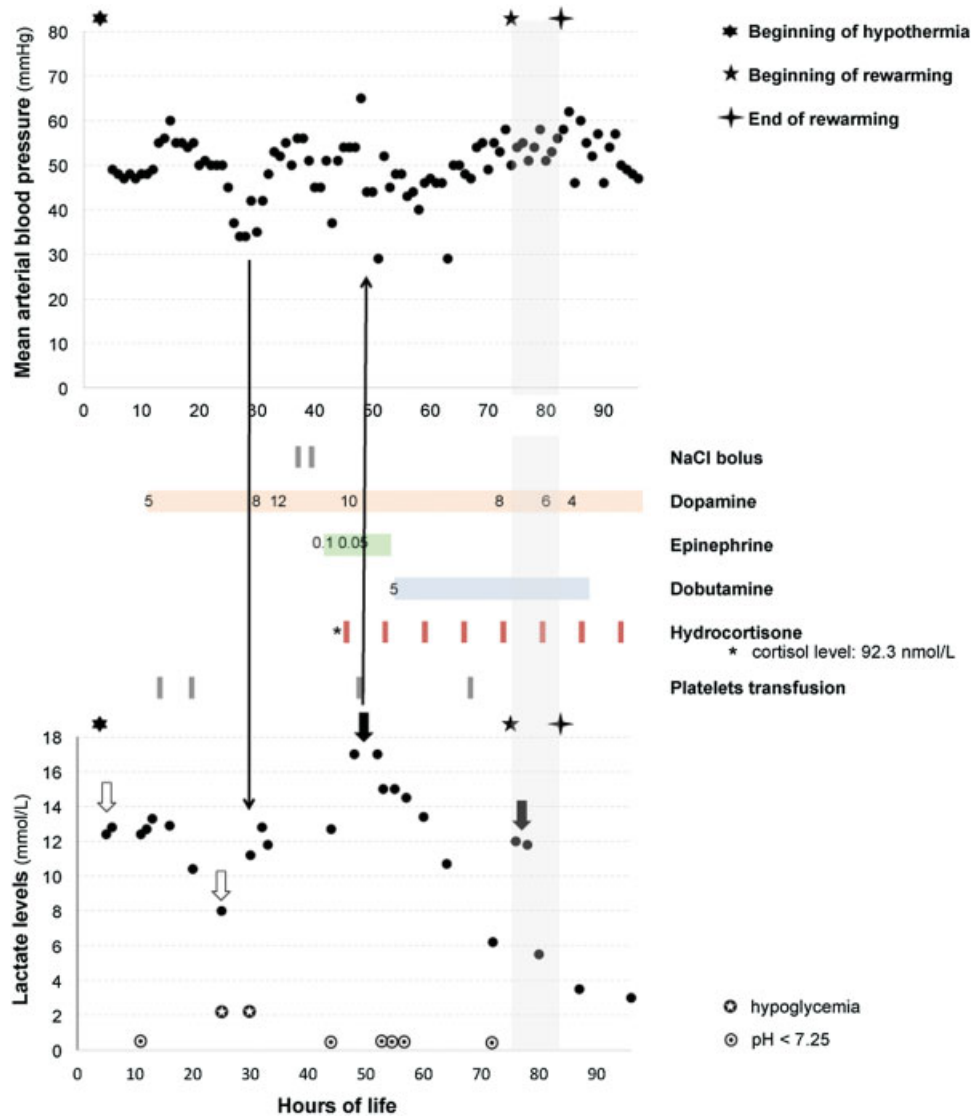 Beginning of hypothermia
Beginning of rewarming
End of rewarming
Mean arterial blood pressure (mmHg)
80
70
60
50
40
30
20
10
0
0 10 20 30 40 50 60 70 80 90
NaCl bolus
5 8 12 10 8 6 4 Dopamine
0.1 0.05 Epinephrine
5 Dobutamine
* Hydrocortisone
* cortisol level: 92.3 nmol/L
Platelets transfusion
Lactate levels (mmol/L)
18
16
14
12
10
8
6
4
2
0
hypoglycemia
pH < 7.25
0 10 20 30 40 50 60 70 80 90
Hours of life